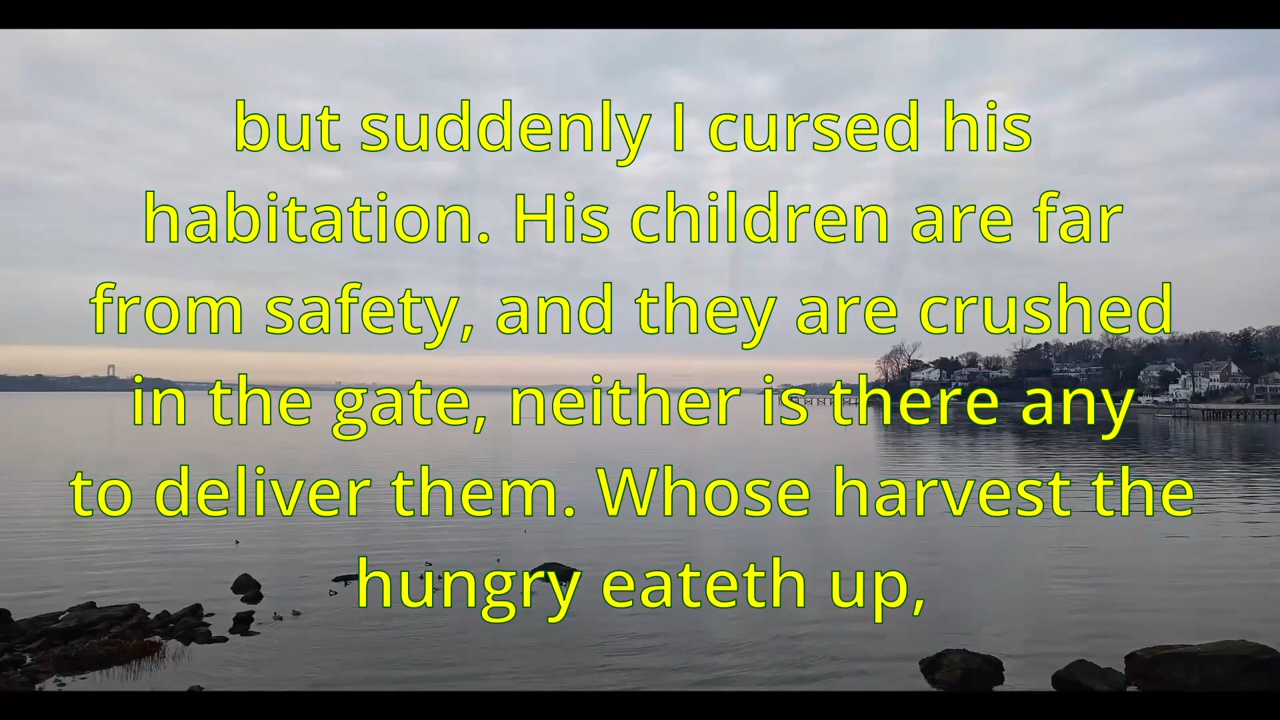 but suddenly I cursed his
habitation. His children are far
from safety, and they are crushed
in the gate, neither is there any
to deliver them. Whose harvest the
hungry eateth up,